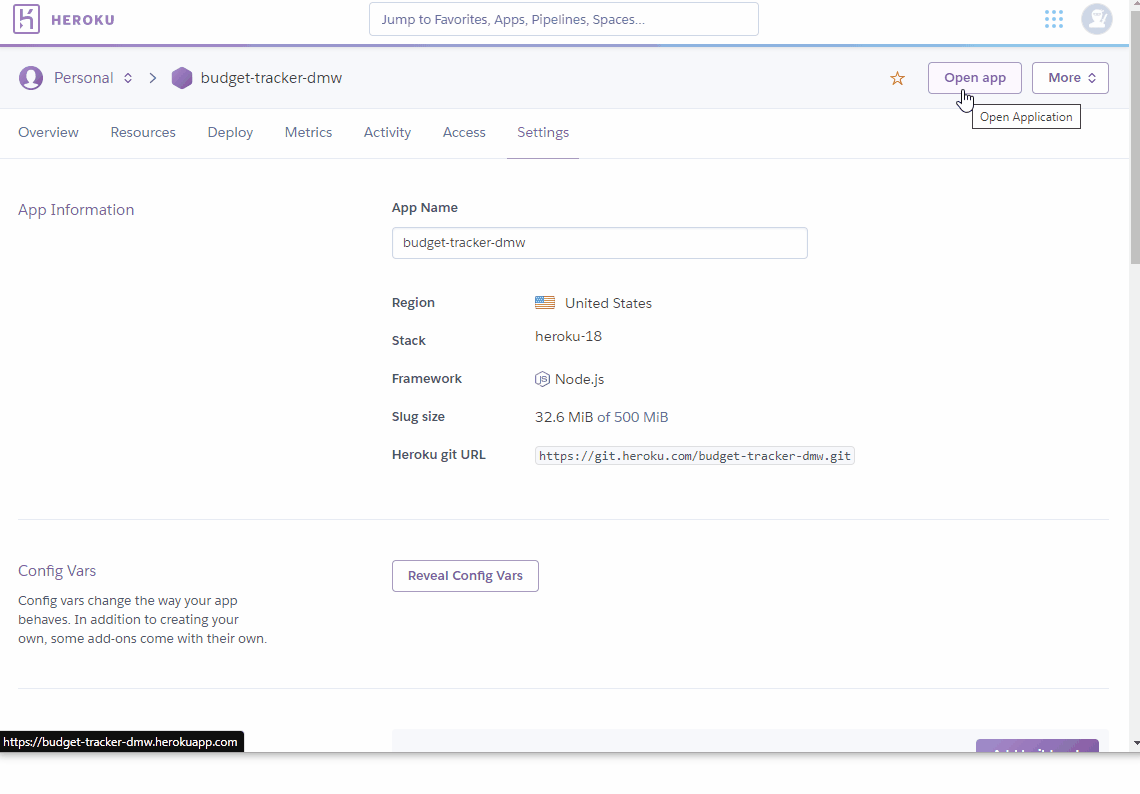 HEROKU
Jump to Favorites, Apps, Pipelines, Spaces...
Personal
budget-tracker-dmw
Open app
More
Open Application
Overview
Resources
Deploy
Metrics
Activity
Access
Settings
App Information
App Name
budget-tracker-dmw
Region
United States
Stack
heroku-18
Framework
JS
Node.js
Slug size
32.6 MiB of 500 MiB
Heroku git URL
https://git.heroku.com/budget-tracker-dmw.git
Config Vars
Reveal Config Vars
Config vars change the way your app
behaves. In addition to creating your
own, some add-ons come with their own.
https://budget-tracker-dmw.herokuapp.com